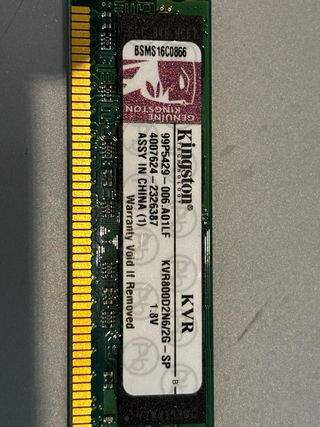 BSMS16C0866
GENUINE
KINGSTON
Kingston®
TECHNOLOGY
KVR
99P5429-006.A01LF
KVR800D2N6/2G-SP
4007624-2326387
1.8V
ASSY IN CHINA (1)
Warranty Void If Removed